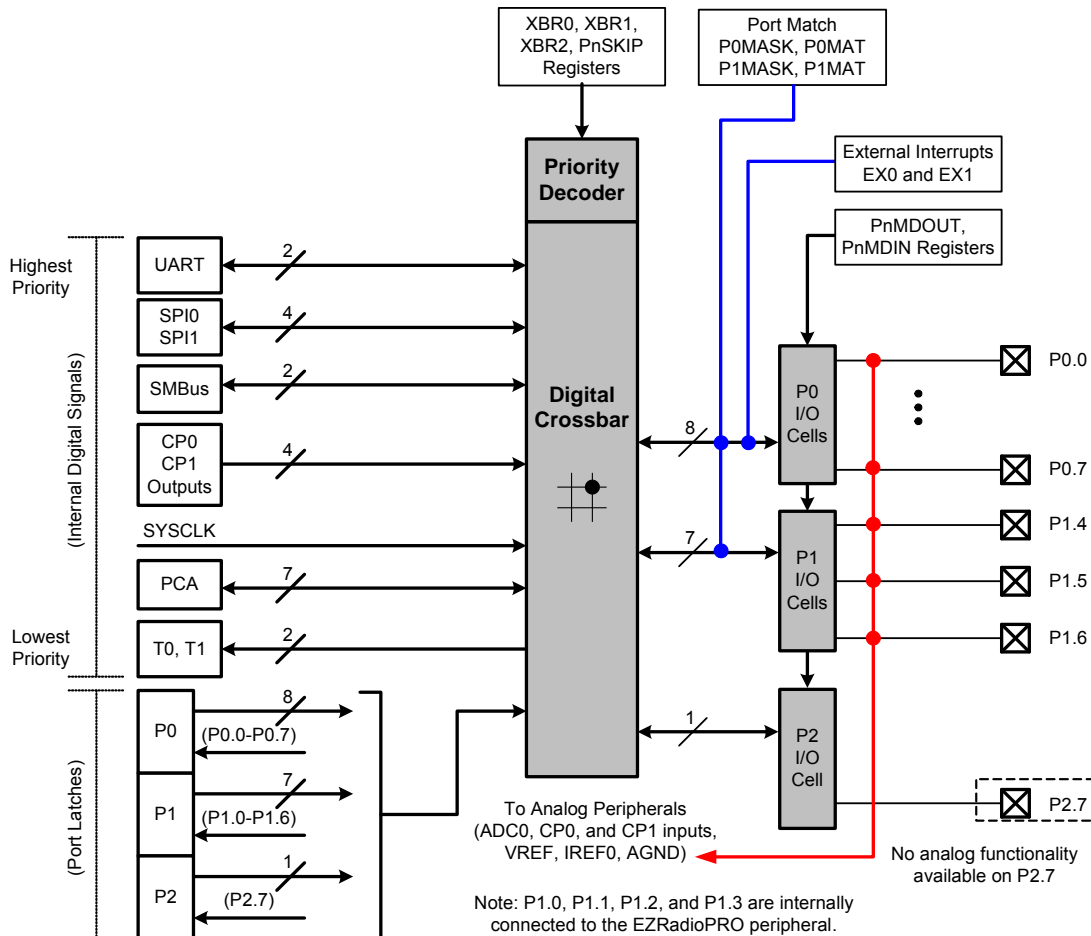 XBR0, XBR1,
XBR2, PnSKIP
Registers
Port Match
P0MASK, P0MAT
P1MASK, P1MAT
External Interrupts
EX0 and EX1
PnMDOUT,
PnMDIN Registers
Priority
Decoder
Digital
Crossbar
Highest
Priority
(Internal Digital Signals)
Lowest
Priority
UART
2
SPI0
SPI1
4
SMBus
2
CP0
CP1
Outputs
4
SYSCLK
PCA
7
T0, T1
2
(Port Latches)
P0
8
(P0.0-P0.7)
P1
7
(P1.0-P1.6)
P2
1
(P2.7)
8
7
1
P0
I/O
Cells
P1
I/O
Cells
P2
I/O
Cell
P0.0
P0.7
P1.4
P1.5
P1.6
P2.7
To Analog Peripherals
(ADC0, CP0, and CP1 inputs,
VREF, IREF0, AGND)
No analog functionality
available on P2.7
Note: P1.0, P1.1, P1.2, and P1.3 are internally
connected to the EZRadioPRO peripheral.